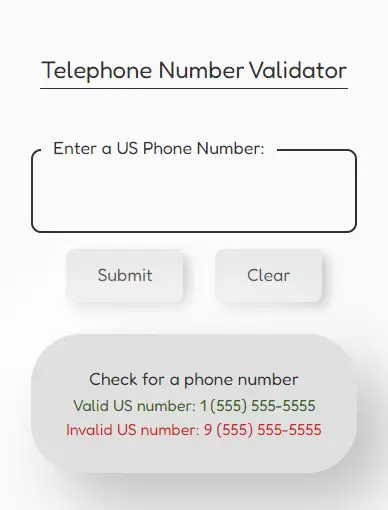 Telephone Number Validator
Enter a US Phone Number:
Submit
Clear
Check for a phone number
Valid US number: 1 (555) 555-5555
Invalid US number: 9 (555) 555-5555